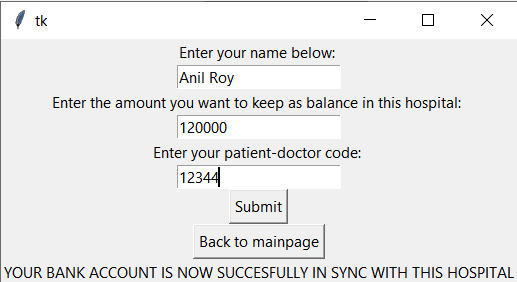 tk
Enter your name below:
Anil Roy
Enter the amount you want to keep as balance in this hospital:
120000
Enter your patient-doctor code:
12344
Submit
Back to mainpage
YOUR BANK ACCOUNT IS NOW SUCCESFULLY IN SYNC WITH THIS HOSPITAL